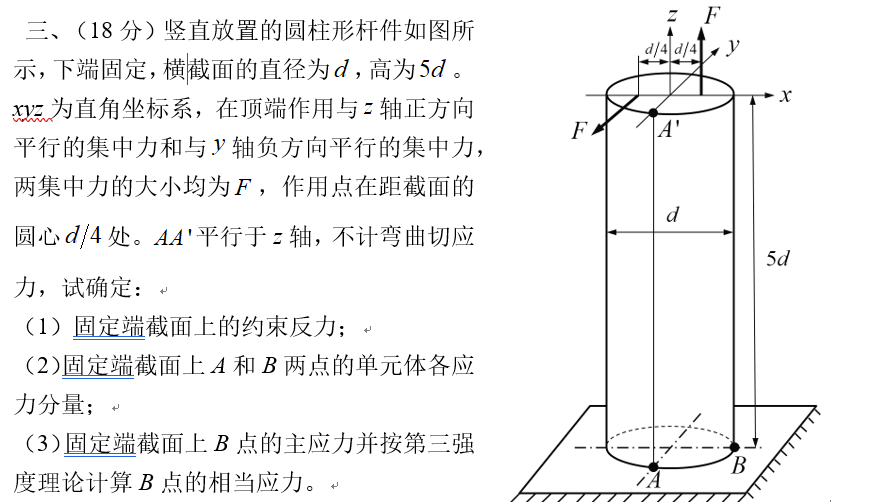 三、（18 分）竖直放置的圆柱形杆件如图所
示，下端固定，横截面的直径为d，高为5d。
xyz 为直角坐标系，在顶端作用与 z 轴正方向
平行的集中力和与 y 轴负方向平行的集中力，
两集中力的大小均为F，作用点在距截面的
圆心 d/4 处。AA'平行于 z 轴，不计弯曲切应
力，试确定：
（1）固定端截面上的约束反力；
（2）固定端截面上 A 和 B 两点的单元体各应
力分量；
（3）固定端截面上 B 点的主应力并按第三强
度理论计算 B 点的相当应力。
z
F
d/4
d/4
y
x
F
A'
d
5d
B
A